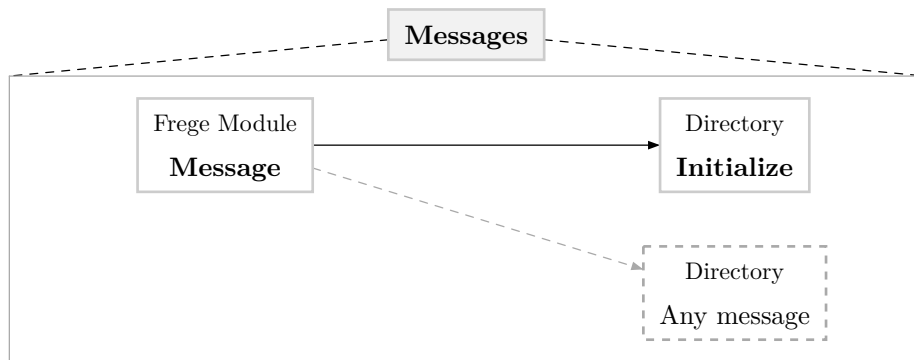 Messages
Frege Module
Message
Directory
Initialize
Directory
Any message